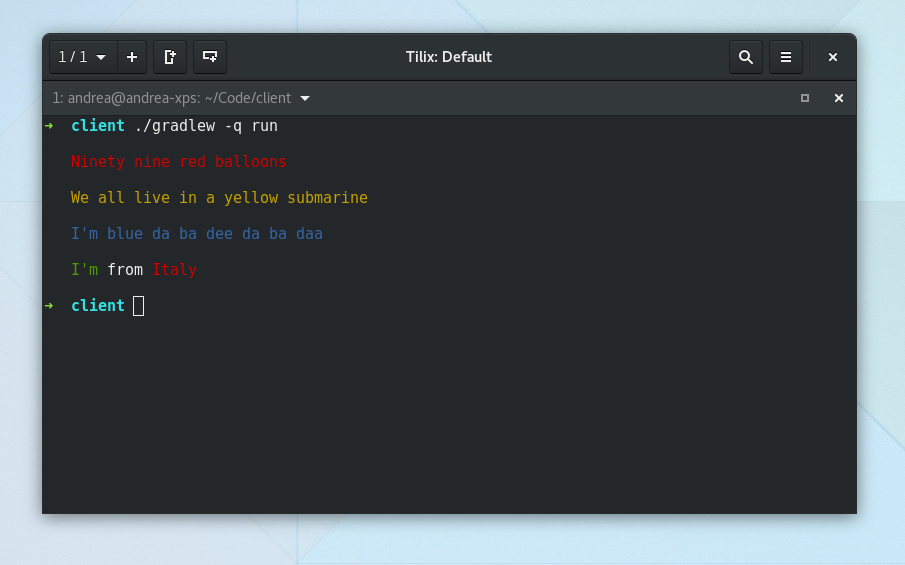 1 / 1
Tilix: Default
1: andrea@andrea-xps: ~/Code/client
➜ client ./gradlew -q run
Ninety nine red balloons
We all live in a yellow submarine
I'm blue da ba dee da ba daa
I'm from Italy
➜ client